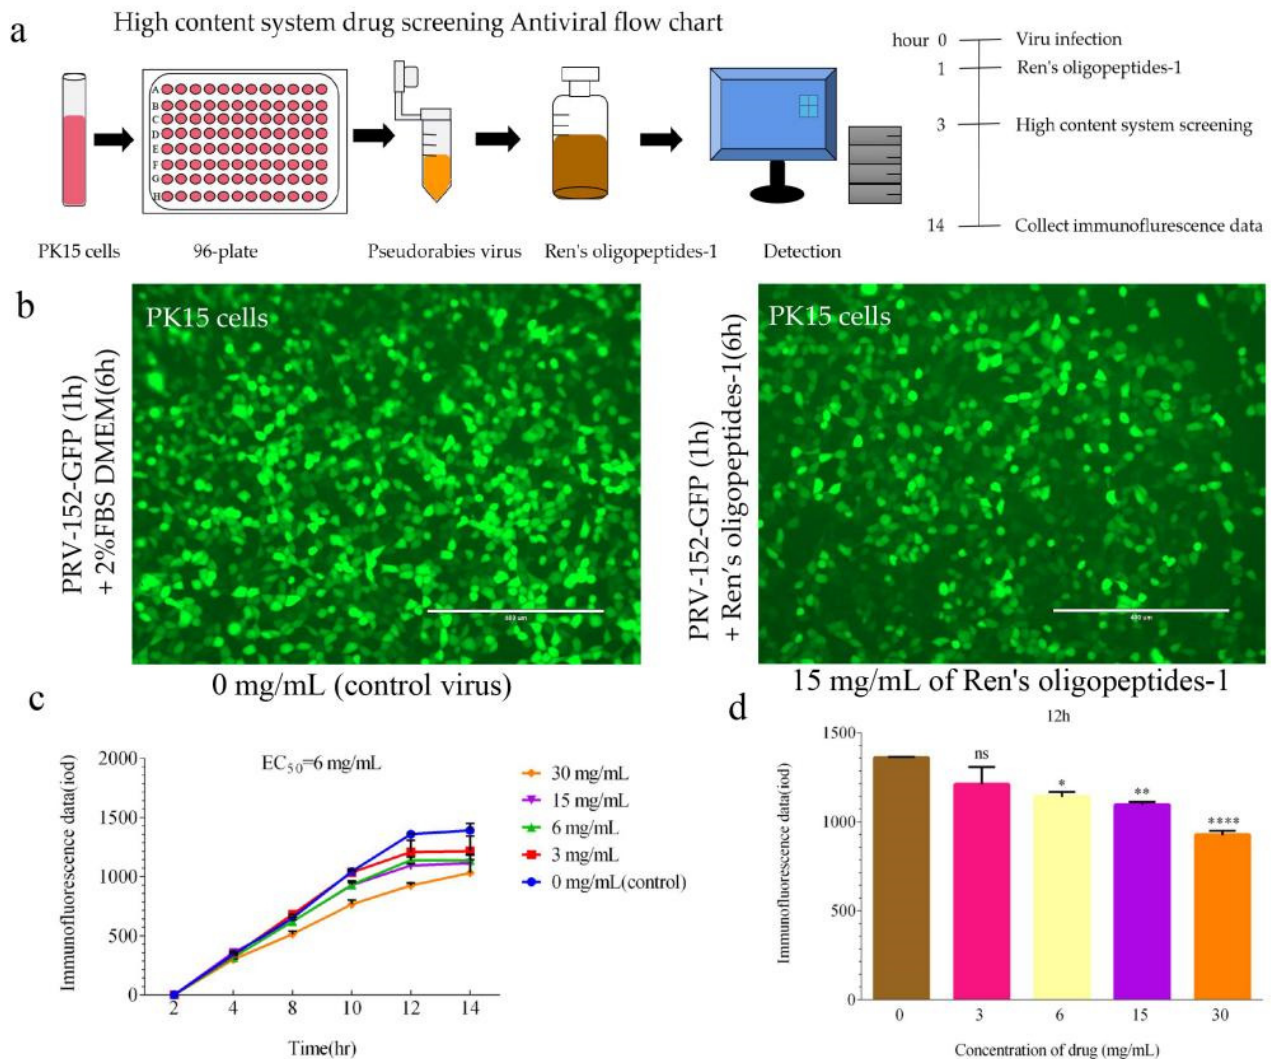 a
High content system drug screening Antiviral flow chart
A
B
C
D
E
F
G
H
PK15 cells
96-plate
Pseudorabies virus
Ren's oligopeptides-1
Detection
hour 0 Viru infection
1 Ren's oligopeptides-1
3 High content system screening
14 Collect immunoflurescence data
b
PRV-152-GFP (1h)
+ 2%FBS DMEM(6h)
PK15 cells
0 mg/mL (control virus)
PRV-152-GFP (1h)
+ Ren's oligopeptides-1(6h)
PK15 cells
400 um
15 mg/mL of Ren's oligopeptides-1
c
EC50=6 mg/mL
Immunofluorescence data(iod)
2000
1500
1000
500
0
2 4 8 10 12 14
Time(hr)
30 mg/mL
15 mg/mL
6 mg/mL
3 mg/mL
0 mg/mL(control)
d
12h
Immunofluorescence data(iod)
1500
1000
500
0
ns
*
**
****
0 3 6 15 30
Concentration of drug (mg/mL)